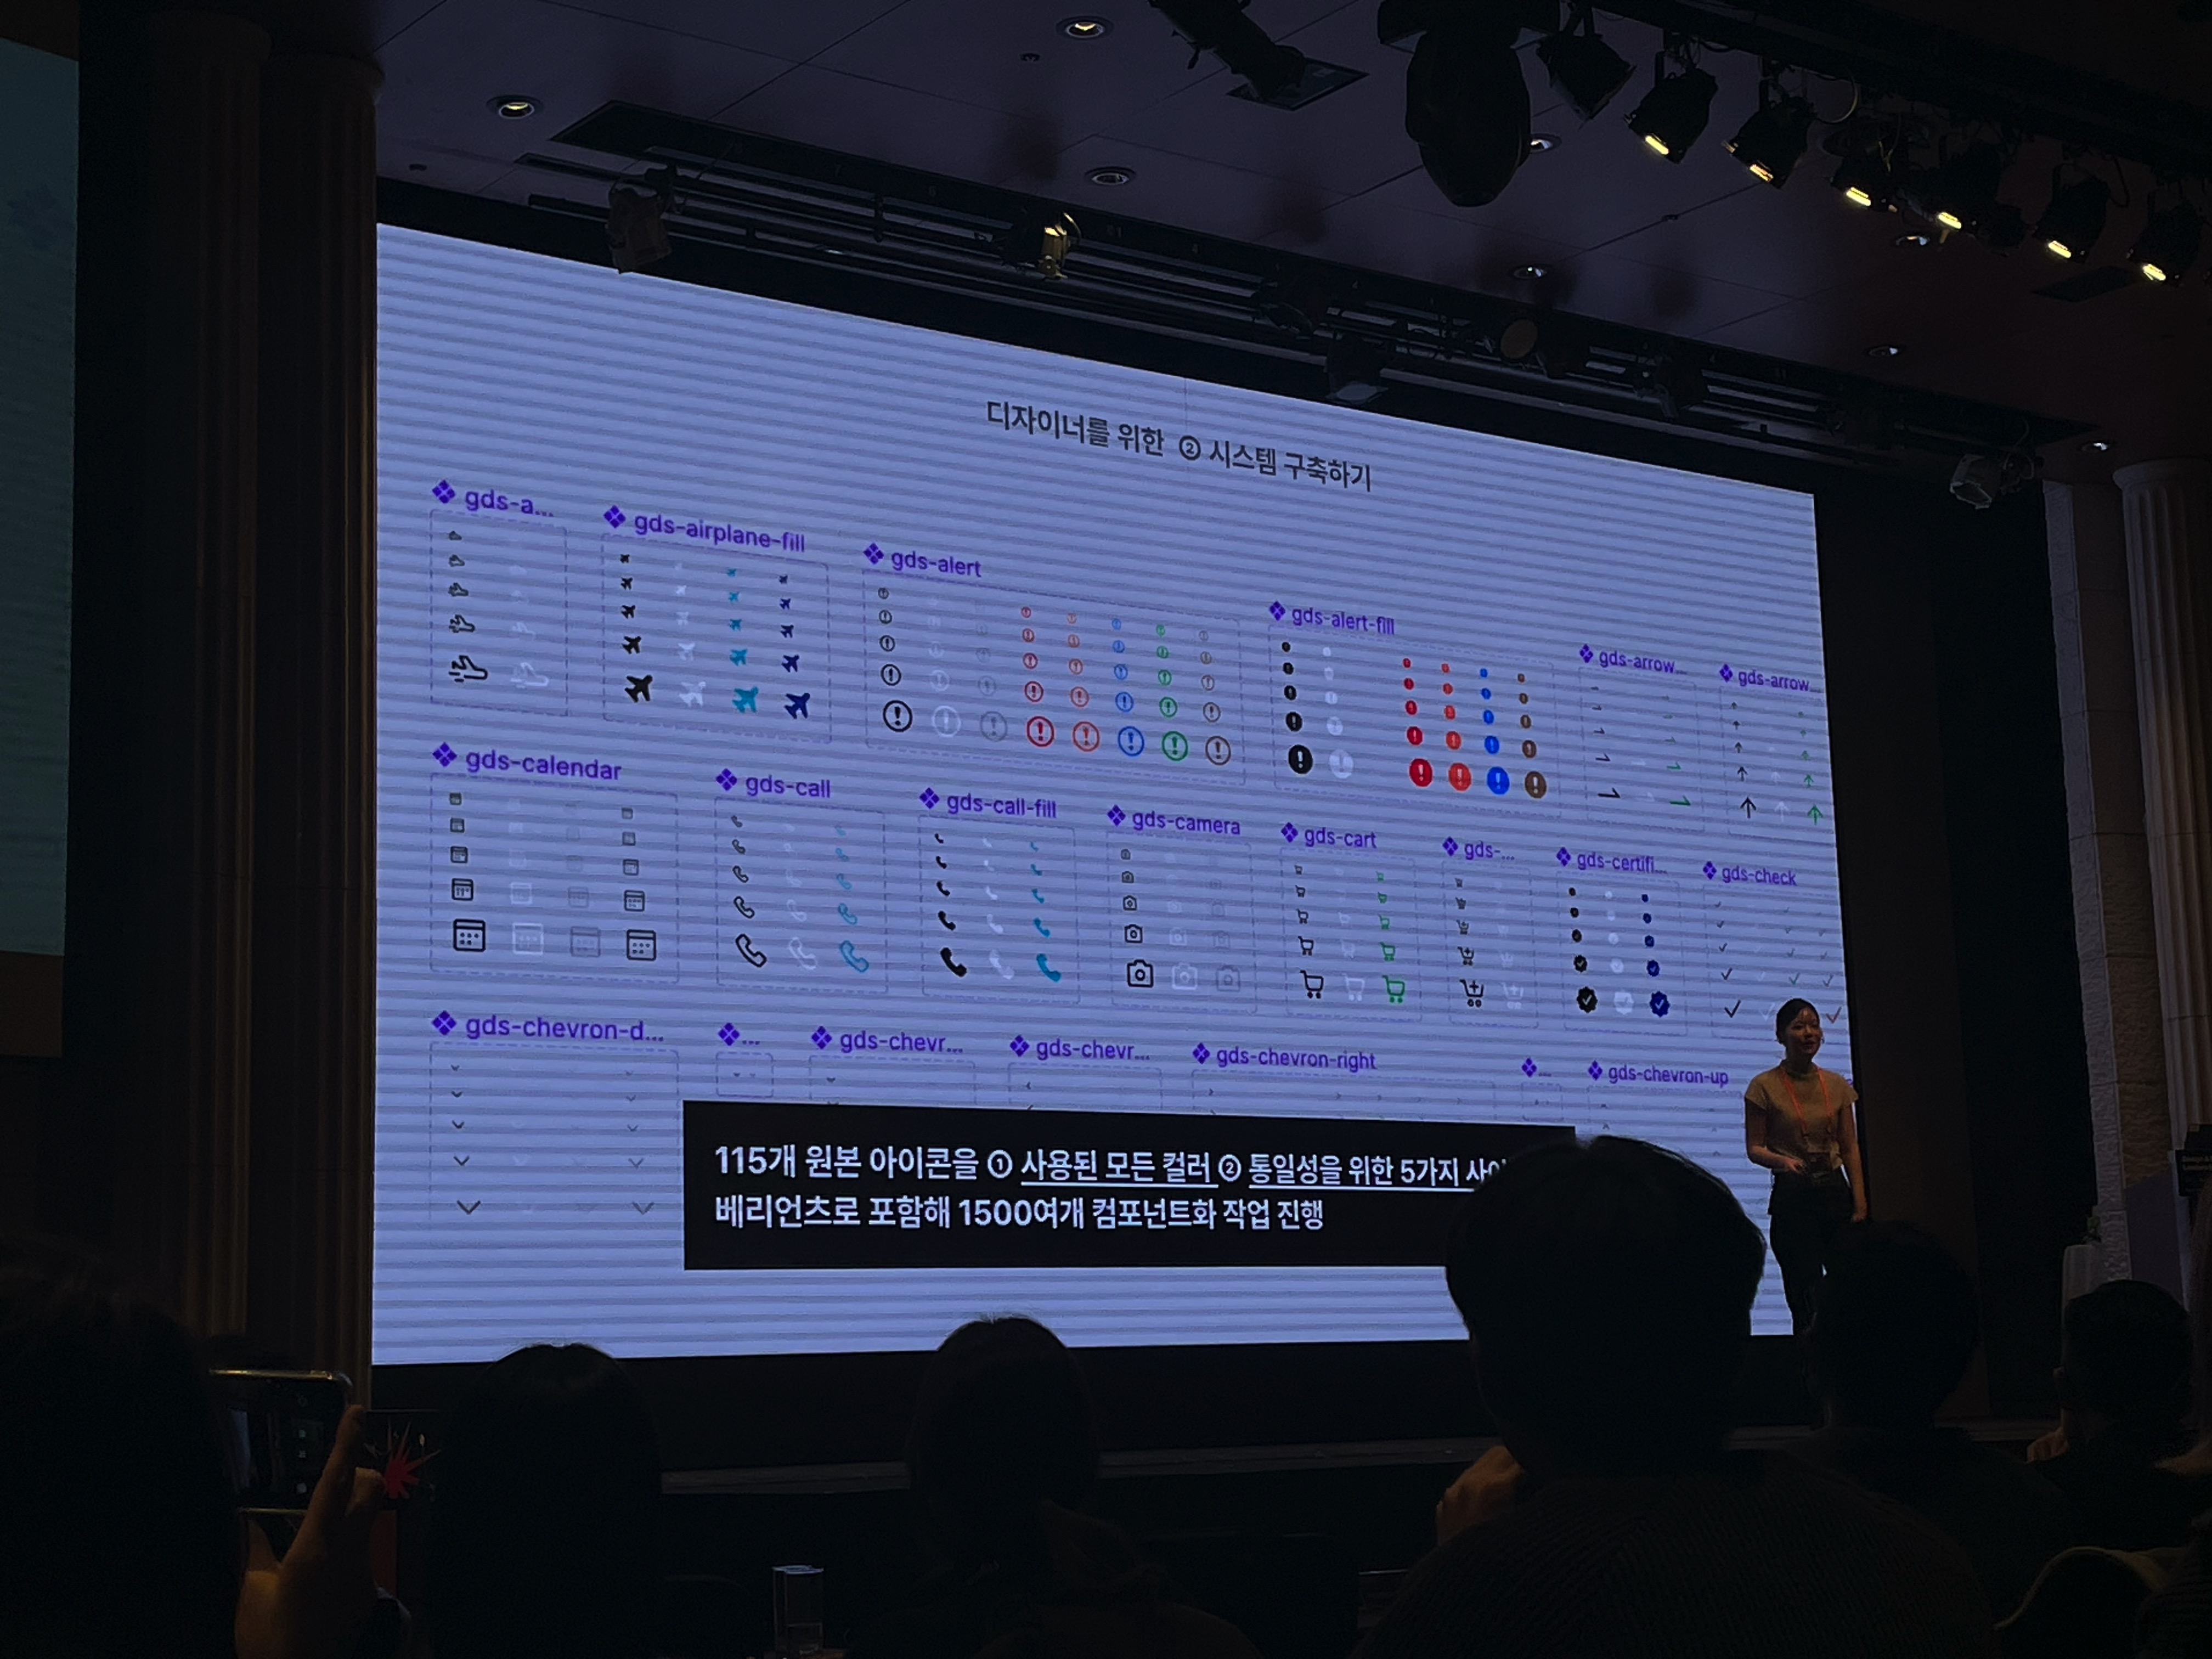 디자이너를 위한 ② 시스템 구축하기
gds-a...
gds-airplane-fill
gds-alert
gds-alert-fill
gds-arrow...
gds-arrow...
gds-calendar
gds-call
gds-call-fill
gds-camera
gds-cart
gds-...
gds-certifi...
gds-check
gds-chevron-d...
...
gds-chevr...
gds-chevr...
gds-chevron-right
...
gds-chevron-up
115개 원본 아이콘을 ① 사용된 모든 컬러 ② 통일성을 위한 5가지
베리언츠로 포함해 1500여개 컴포넌트화 작업 진행